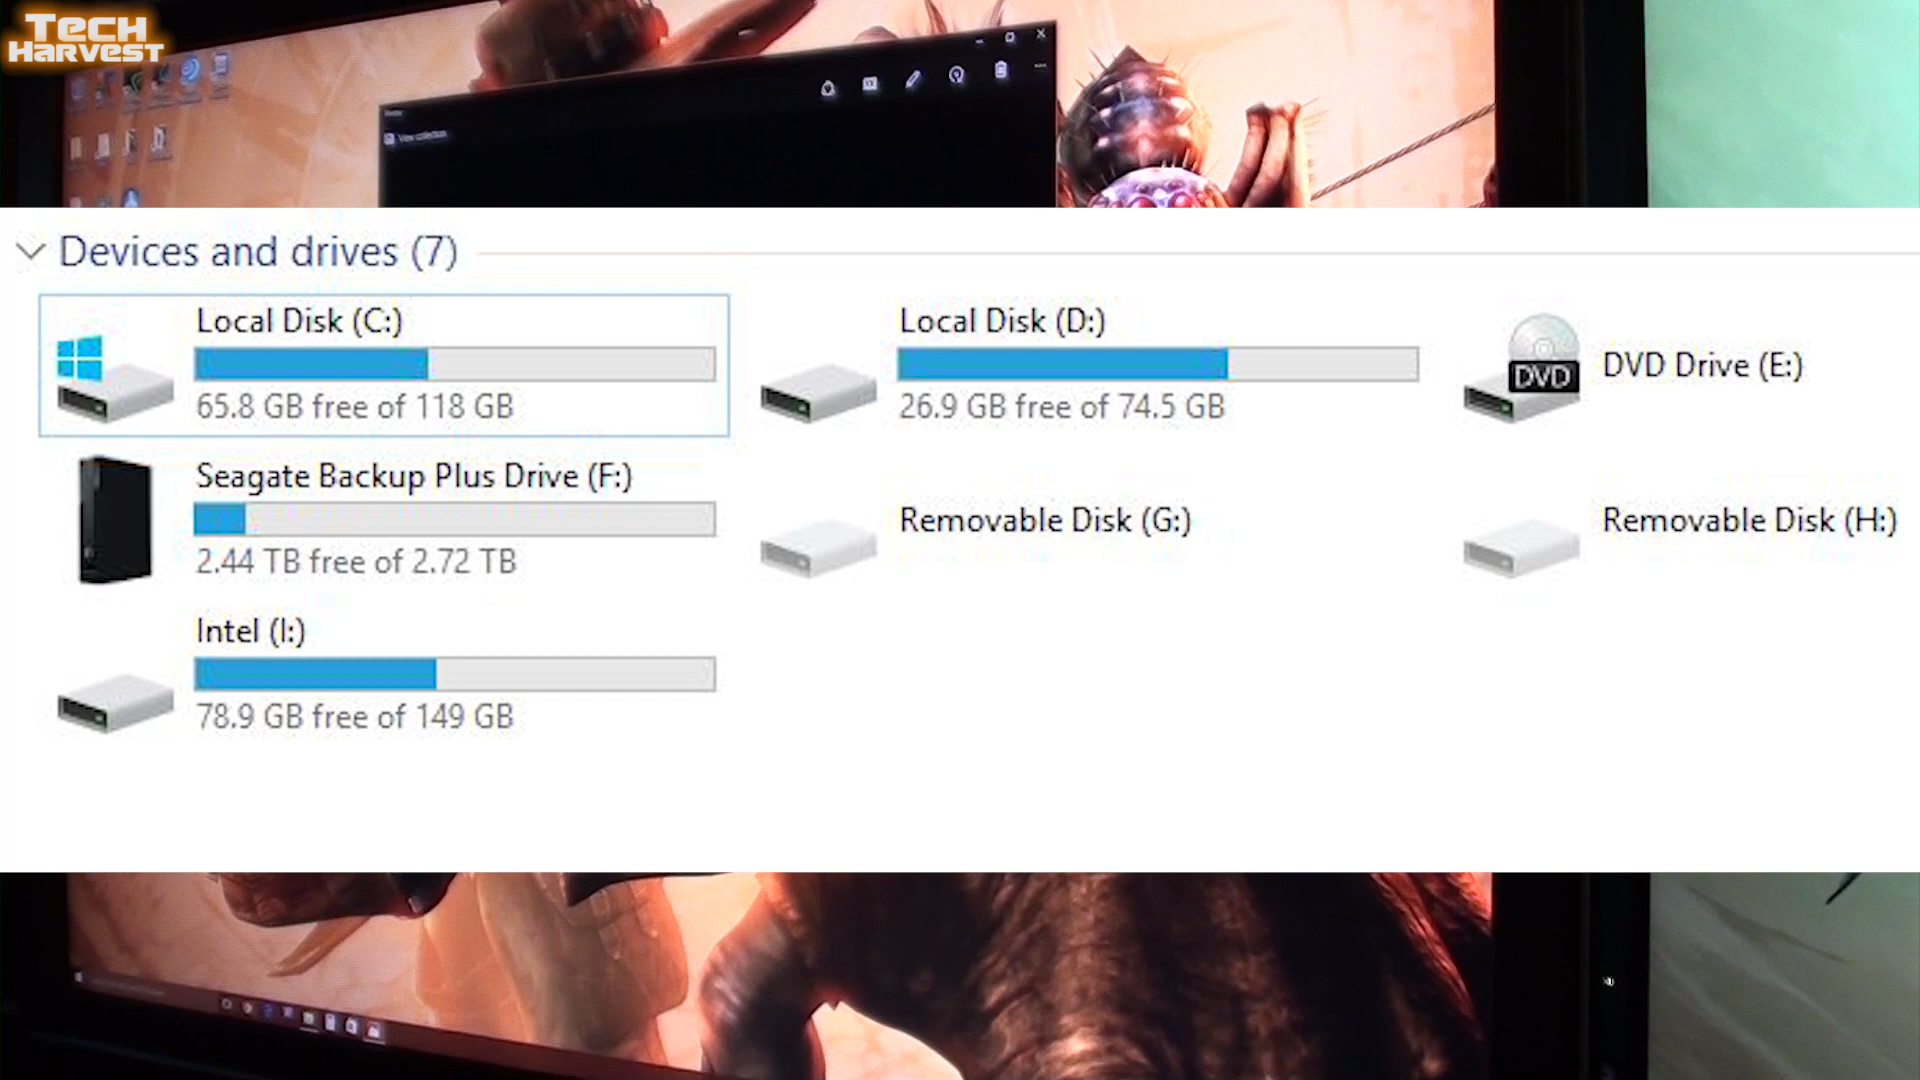 TECH
HARVEST
View collection
Devices and drives (7)
Local Disk (C:)
65.8 GB free of 118 GB
Local Disk (D:)
26.9 GB free of 74.5 GB
DVD
DVD Drive (E:)
Seagate Backup Plus Drive (F:)
2.44 TB free of 2.72 TB
Removable Disk (G:)
Removable Disk (H:)
Intel (I:)
78.9 GB free of 149 GB